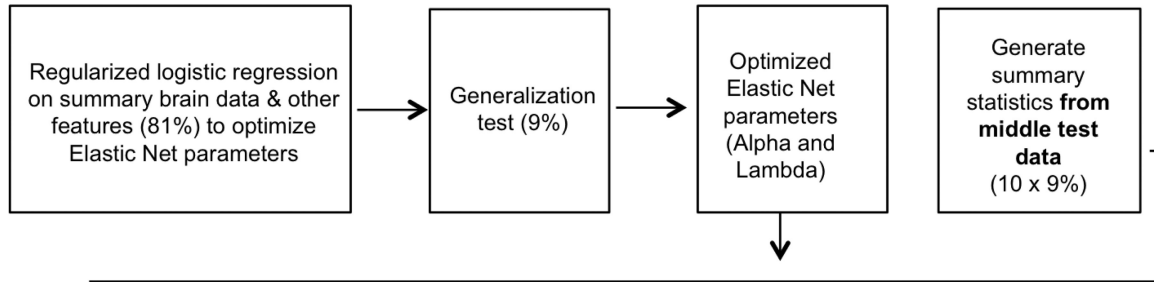 Regularized logistic regression
on summary brain data & other
features (81%) to optimize
Elastic Net parameters
Generalization
test (9%)
Optimized
Elastic Net
parameters
(Alpha and
Lambda)
Generate
summary
statistics from
middle test
data
(10 x 9%)